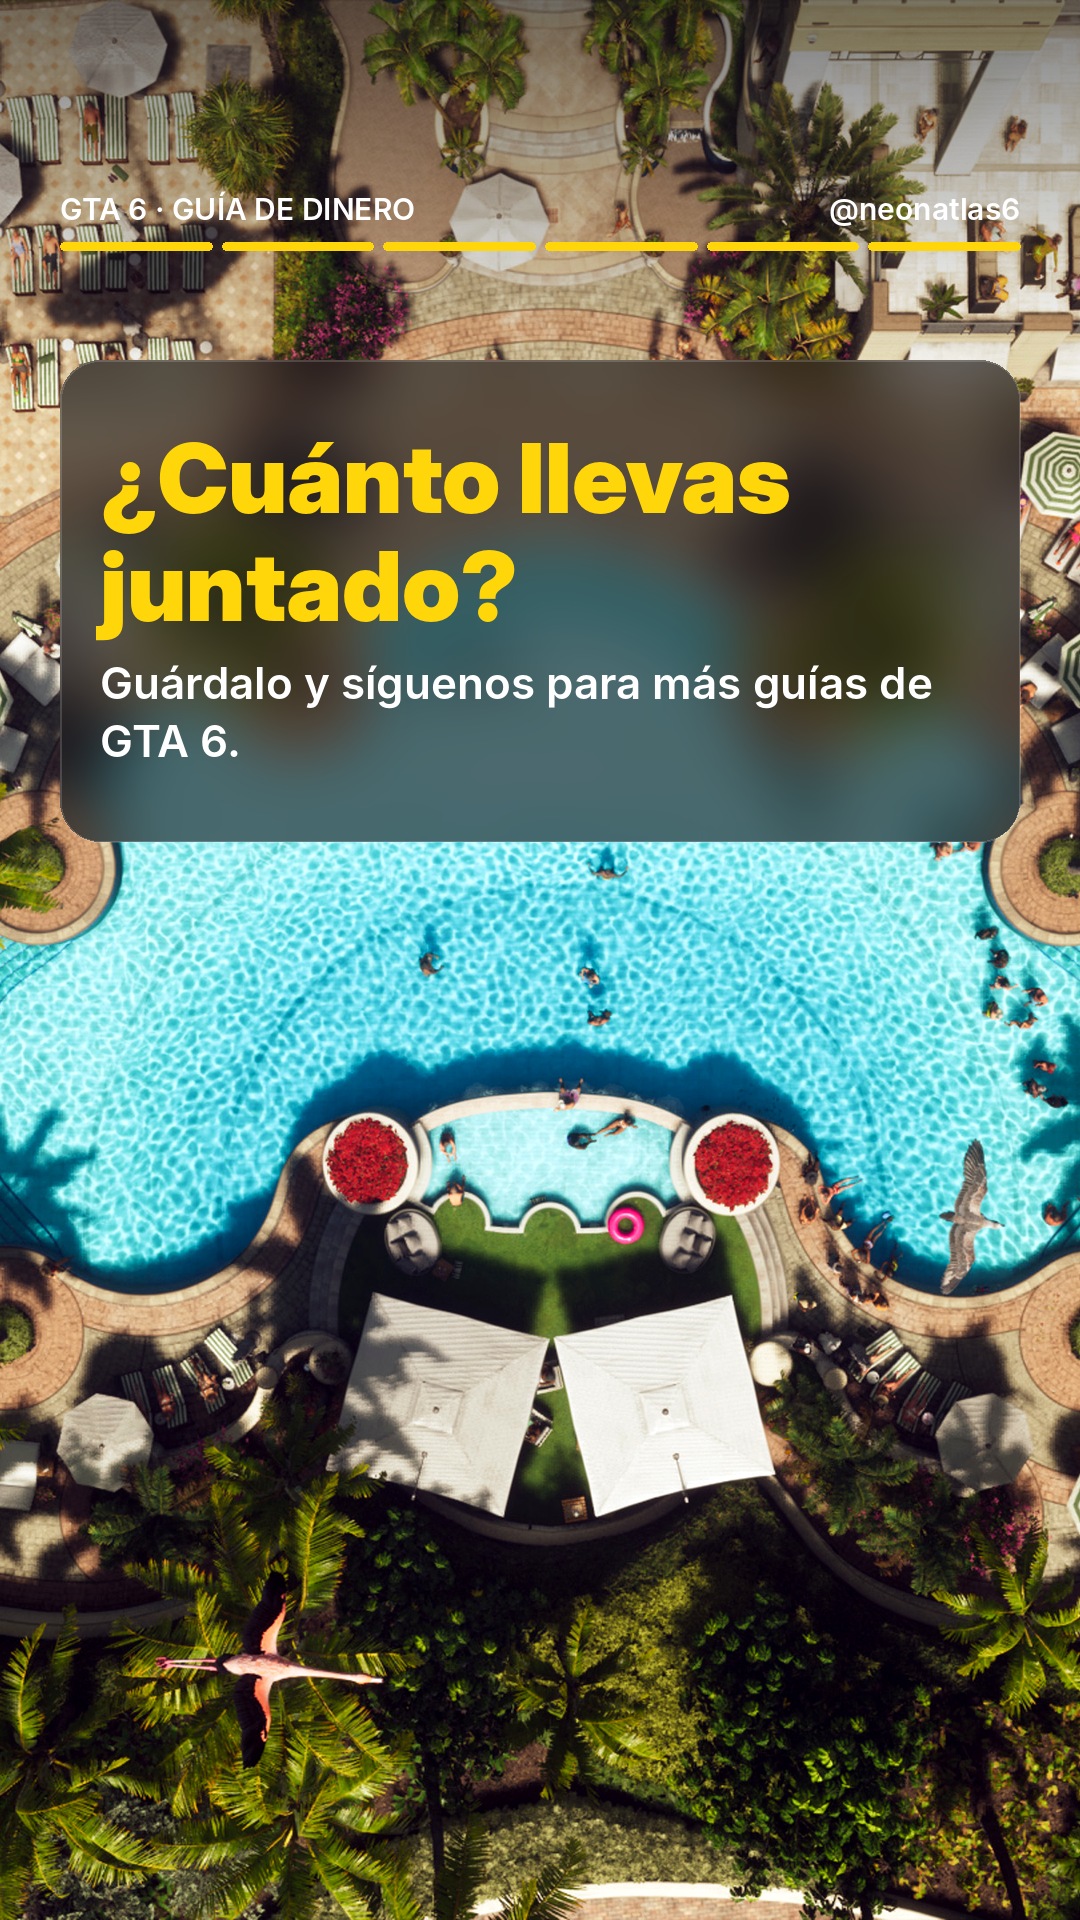 GTA 6 · GUÍA DE DINERO
@neonatlas6
¿Cuánto llevas
juntado?
Guárdalo y síguenos para más guías de
GTA 6.